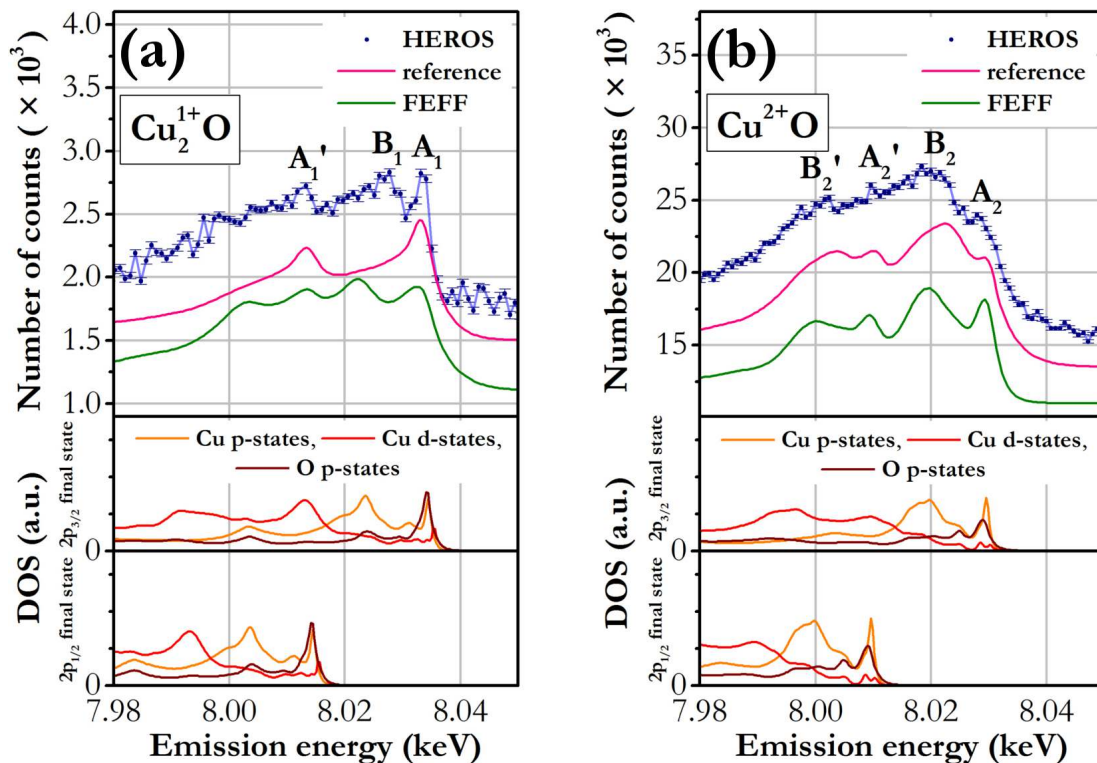 (a)
HEROS
reference
FEFF
Cu₂¹⁺O
A₁'
B₁
A₁
Number of counts ( × 10³)
4.0
3.5
3.0
2.5
2.0
1.5
1.0
Cu p-states, Cu d-states,
O p-states
DOS (a.u.)
2p₃/₂ final state
0
2p₁/₂ final state
0
7.98 8.00 8.02 8.04
Emission energy (keV)
(b)
HEROS
reference
FEFF
Cu²⁺O
B₂'
A₂'
B₂
A₂
Number of counts ( × 10³)
35
30
25
20
15
Cu p-states, Cu d-states,
O p-states
DOS (a.u.)
2p₃/₂ final state
0
2p₁/₂ final state
0
7.98 8.00 8.02 8.04
Emission energy (keV)